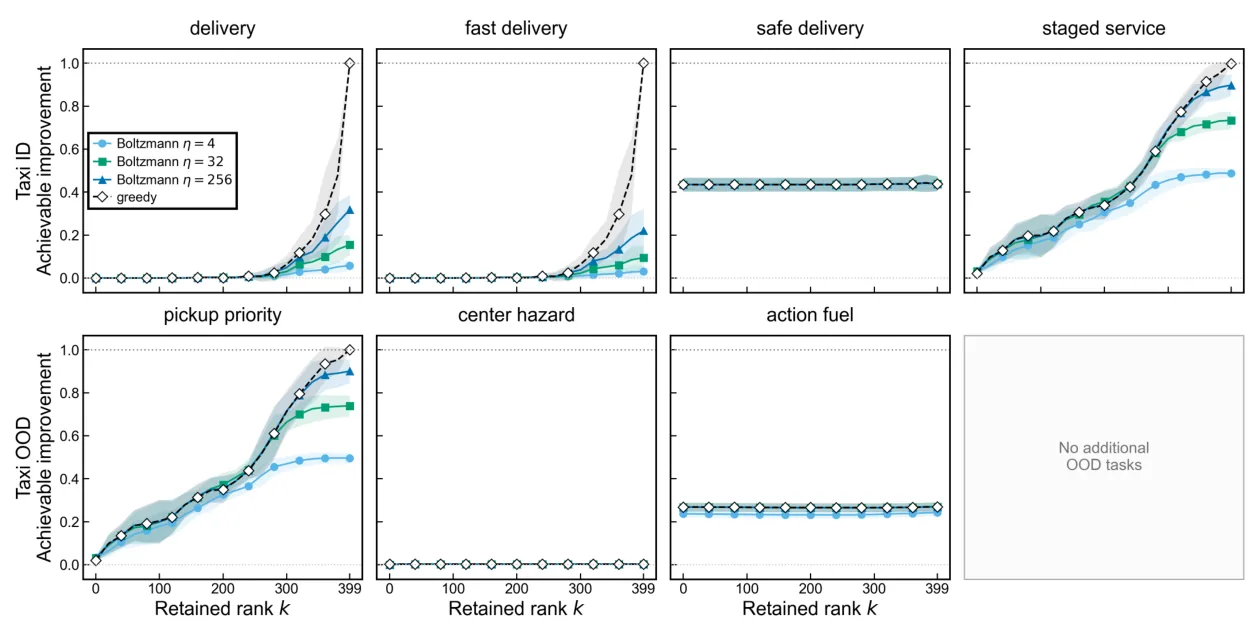 delivery
fast delivery
safe delivery
staged service
Taxi ID
Achievable improvement
1.0
0.8
0.6
0.4
0.2
0.0
Boltzmann η = 4
Boltzmann η = 32
Boltzmann η = 256
greedy
pickup priority
center hazard
action fuel
Taxi OOD
Achievable improvement
1.0
0.8
0.6
0.4
0.2
0.0
No additional
OOD tasks
0 100 200 300 399
0 100 200 300 399
0 100 200 300 399
Retained rank k
Retained rank k
Retained rank k